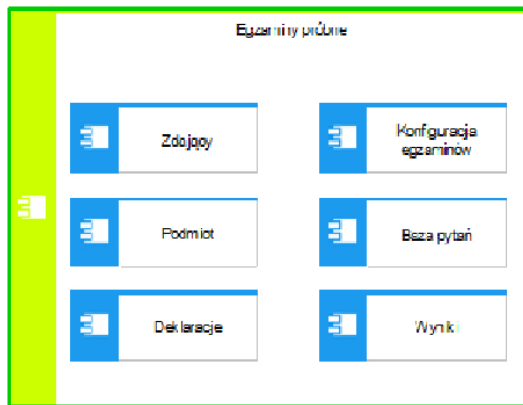 Egzaminy próbne
Zdający
Konfiguracja
egzaminów
Podmiot
Baza pytań
Deklaracje
Wyniki